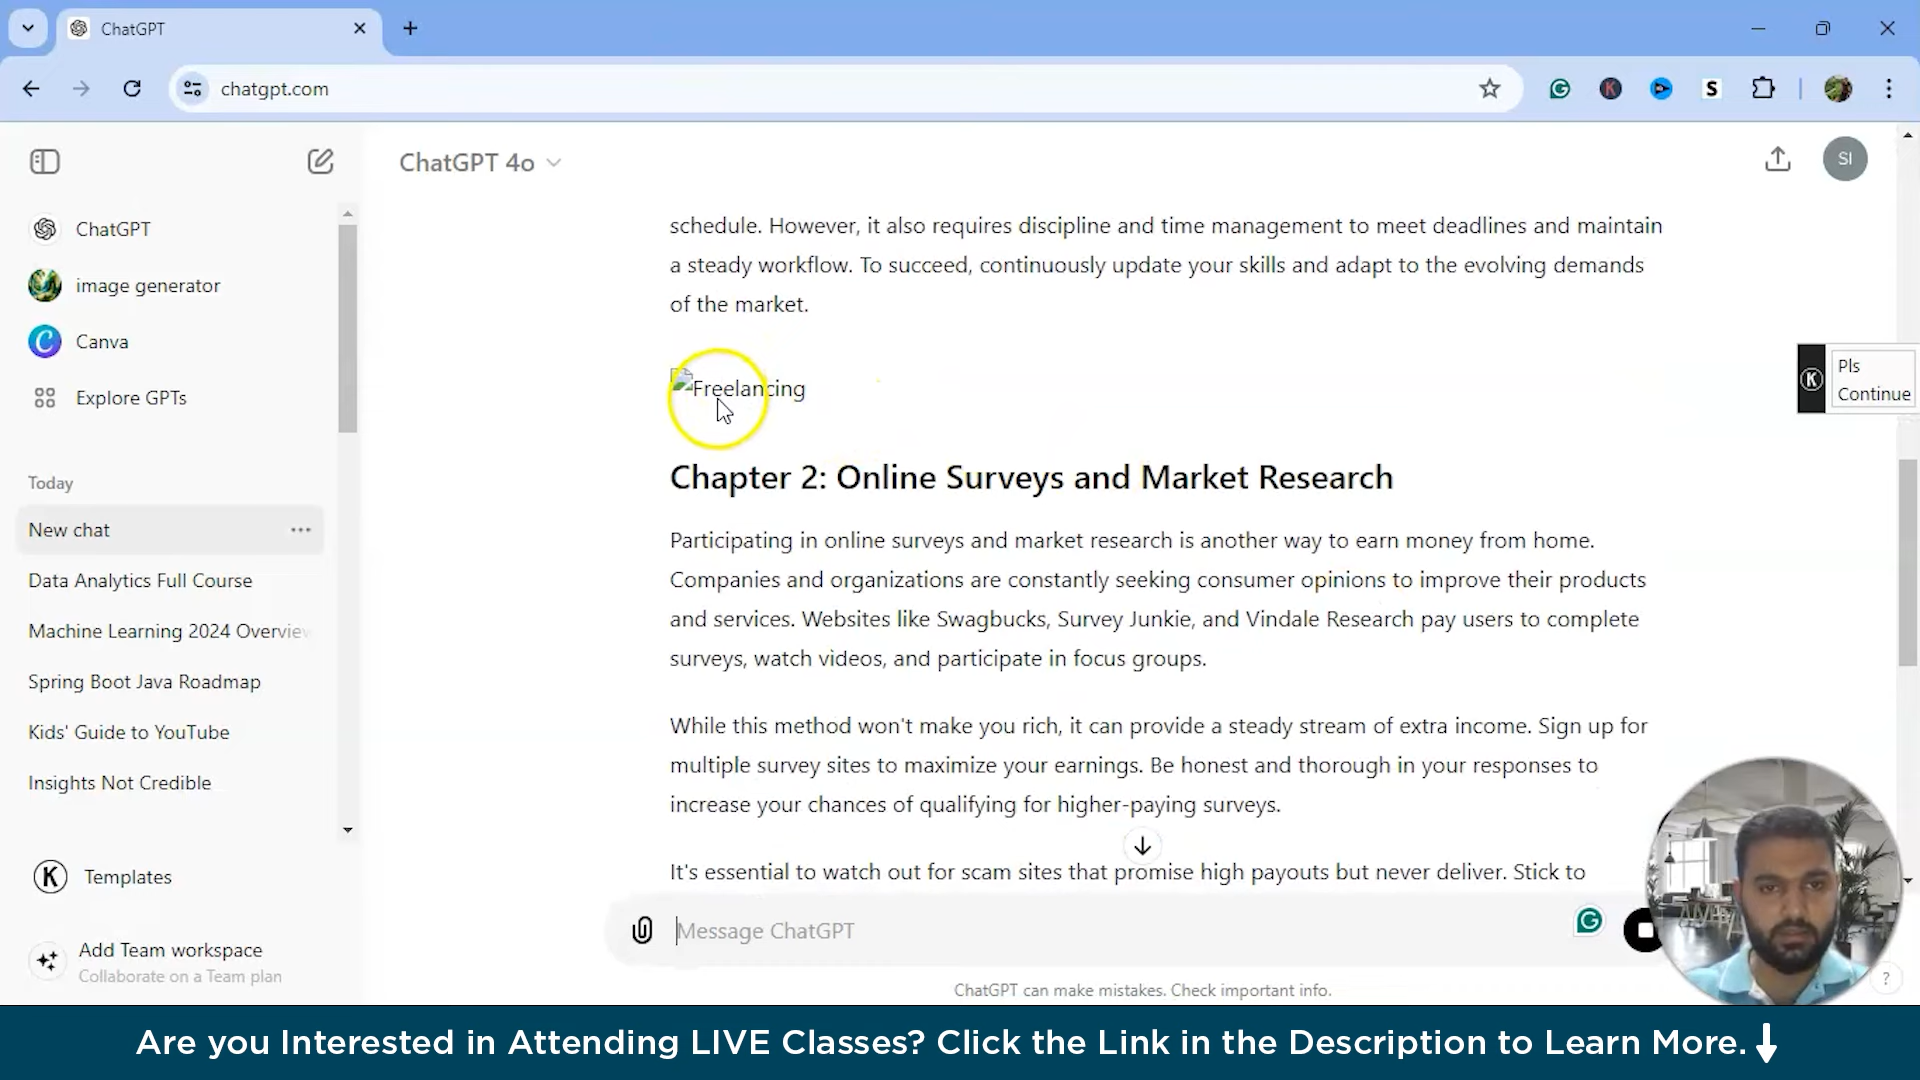 ChatGPT
chatgpt.com
K
S
ChatGPT 4o
SI
ChatGPT
image generator
C
Canva
Explore GPTs
Today
New chat
Data Analytics Full Course
Machine Learning 2024 Overview
Spring Boot Java Roadmap
Kids' Guide to YouTube
Insights Not Credible
K
Templates
Add Team workspace
Collaborate on a Team plan
schedule. However, it also requires discipline and time management to meet deadlines and maintain
a steady workflow. To succeed, continuously update your skills and adapt to the evolving demands
of the market.
Freelancing
K
Pls
Continue
Chapter 2: Online Surveys and Market Research
Participating in online surveys and market research is another way to earn money from home.
Companies and organizations are constantly seeking consumer opinions to improve their products
and services. Websites like Swagbucks, Survey Junkie, and Vindale Research pay users to complete
surveys, watch videos, and participate in focus groups.
While this method won't make you rich, it can provide a steady stream of extra income. Sign up for
multiple survey sites to maximize your earnings. Be honest and thorough in your responses to
increase your chances of qualifying for higher-paying surveys.
It's essential to watch out for scam sites that promise high payouts but never deliver. Stick to
Message ChatGPT
ChatGPT can make mistakes. Check important info.
?
Are you Interested in Attending LIVE Classes? Click the Link in the Description to Learn More.